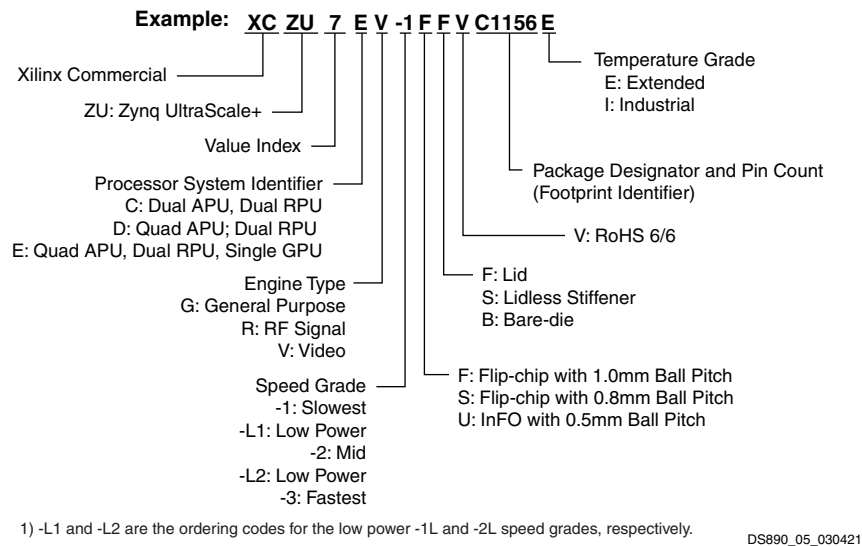 Example: XC ZU 7 E V -1 F F V C1156 E
Xilinx Commercial
ZU: Zynq UltraScale+
Value Index
Processor System Identifier
C: Dual APU, Dual RPU
D: Quad APU; Dual RPU
E: Quad APU, Dual RPU, Single GPU
Engine Type
G: General Purpose
R: RF Signal
V: Video
Speed Grade
-1: Slowest
-L1: Low Power
-2: Mid
-L2: Low Power
-3: Fastest
Temperature Grade
E: Extended
I: Industrial
Package Designator and Pin Count
(Footprint Identifier)
V: RoHS 6/6
F: Lid
S: Lidless Stiffener
B: Bare-die
F: Flip-chip with 1.0mm Ball Pitch
S: Flip-chip with 0.8mm Ball Pitch
U: InFO with 0.5mm Ball Pitch
1) -L1 and -L2 are the ordering codes for the low power -1L and -2L speed grades, respectively.
DS890_05_030421